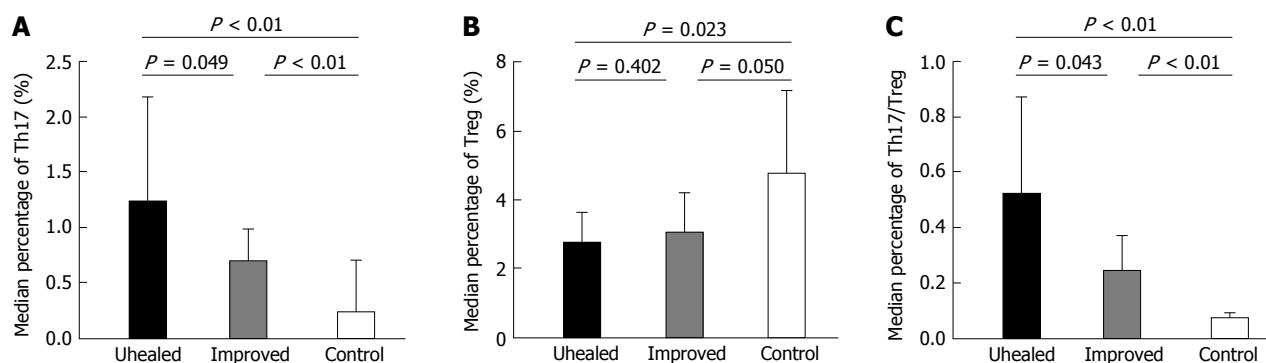 A
P < 0.01
P = 0.049
P < 0.01
Median percentage of Th17 (%)
2.5
2.0
1.5
1.0
0.5
0.0
Uhealed
Improved
Control
B
P = 0.023
P = 0.402
P = 0.050
Median percentage of Treg (%)
8
6
4
2
0
Uhealed
Improved
Control
C
P < 0.01
P = 0.043
P < 0.01
Median percentage of Th17/Treg
1.0
0.8
0.6
0.4
0.2
0.0
Uhealed
Improved
Control